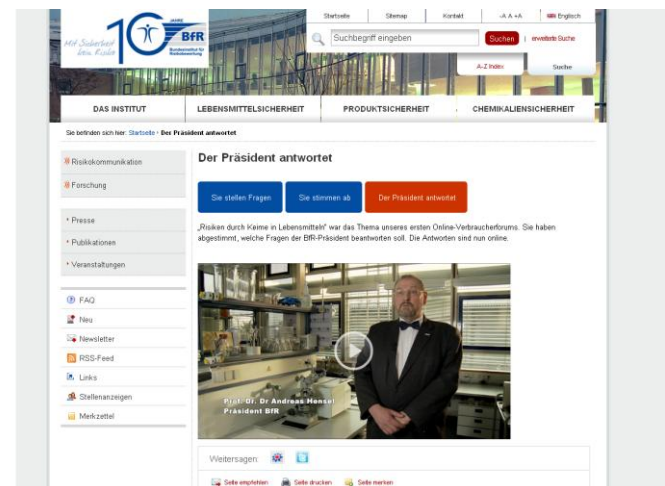 Startseite
Sitemap
Kontakt
-A A +A
Englisch
Mit Sicherheit
kein Risiko
10
JAHRE
BfR
Bundesinstitut für
Risikobewertung
Suchbegriff eingeben
Suchen
|
erweiterte Suche
A-Z Index
Suche
DAS INSTITUT
LEBENSMITTELSICHERHEIT
PRODUKTSICHERHEIT
CHEMIKALIENSICHERHEIT
Sie befinden sich hier: Startseite › Der Präsident antwortet
Risikokommunikation
Forschung
Presse
Publikationen
Veranstaltungen
FAQ
Neu
Newsletter
RSS-Feed
Links
Stellenanzeigen
Merkzettel
Der Präsident antwortet
Sie stellen Fragen
Sie stimmen ab
Der Präsident antwortet
„Risiken durch Keime in Lebensmitteln" war das Thema unseres ersten Online-Verbraucherforums. Sie haben
abgestimmt, welche Fragen der BfR-Präsident beantworten soll. Die Antworten sind nun online.
Prof. Dr. Dr Andreas Hensel
Präsident BfR
Weitersagen:
Seite empfehlen
Seite drucken
Seite merken